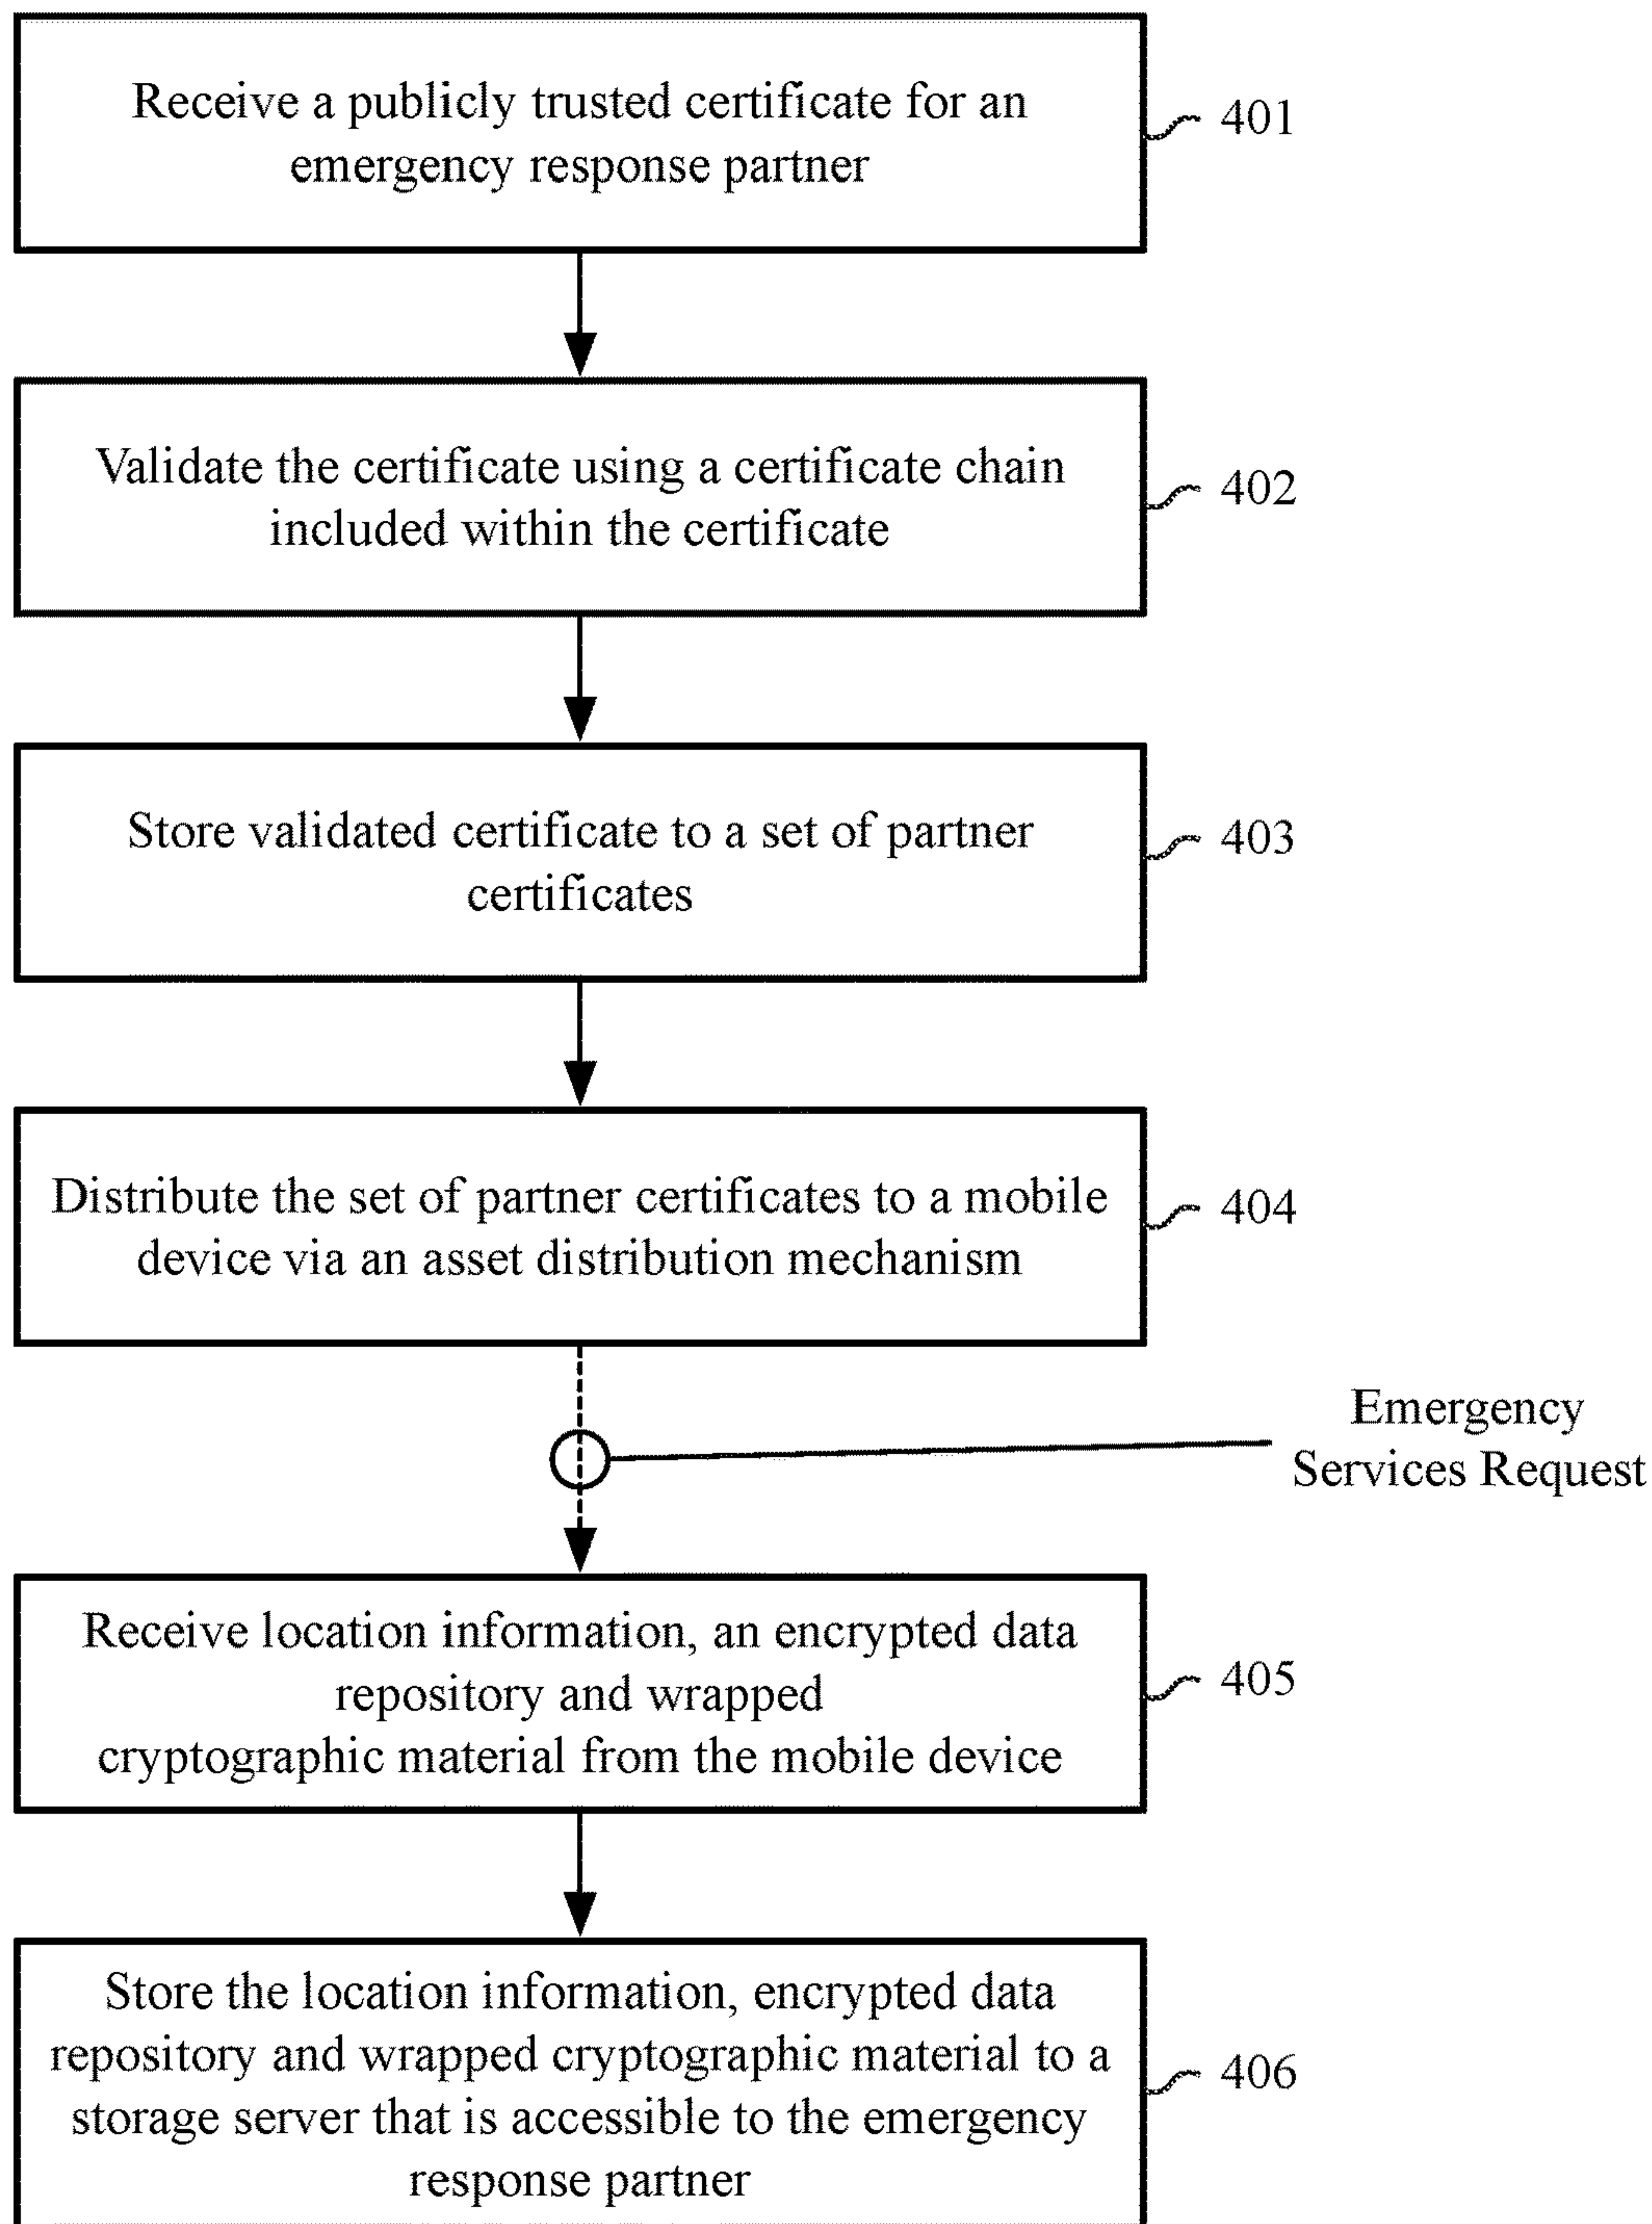 Receive a publicly trusted certificate for an
emergency response partner
401
Validate the certificate using a certificate chain
included within the certificate
402
Store validated certificate to a set of partner
certificates
403
Distribute the set of partner certificates to a mobile
device via an asset distribution mechanism
404
Emergency
Services Request
Receive location information, an encrypted data
repository and wrapped
cryptographic material from the mobile device
405
Store the location information, encrypted data
repository and wrapped cryptographic material to a
storage server that is accessible to the emergency
response partner
406